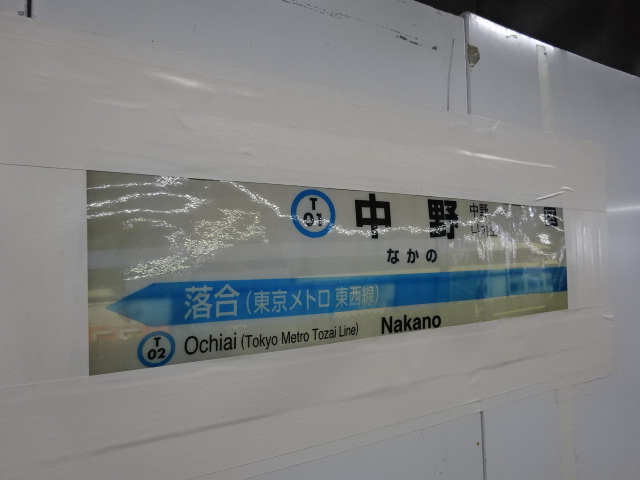 T
01
中野
中野
なかの
落合(東京メトロ 東西線)
T
02
Ochiai (Tokyo Metro Tozai Line)
Nakano